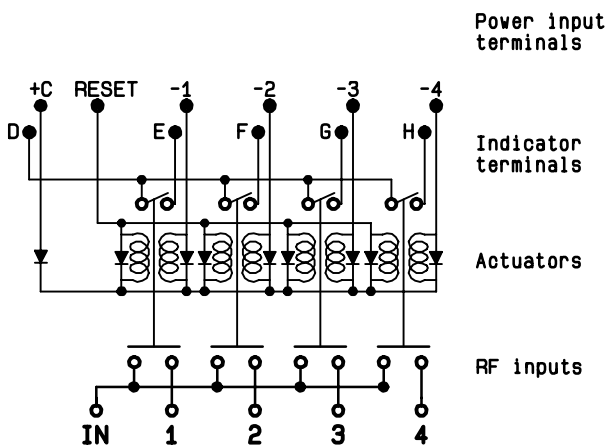 Power input
terminals
+C RESET -1 -2 -3 -4
D E F G H
Indicator
terminals
Actuators
RF inputs
IN 1 2 3 4